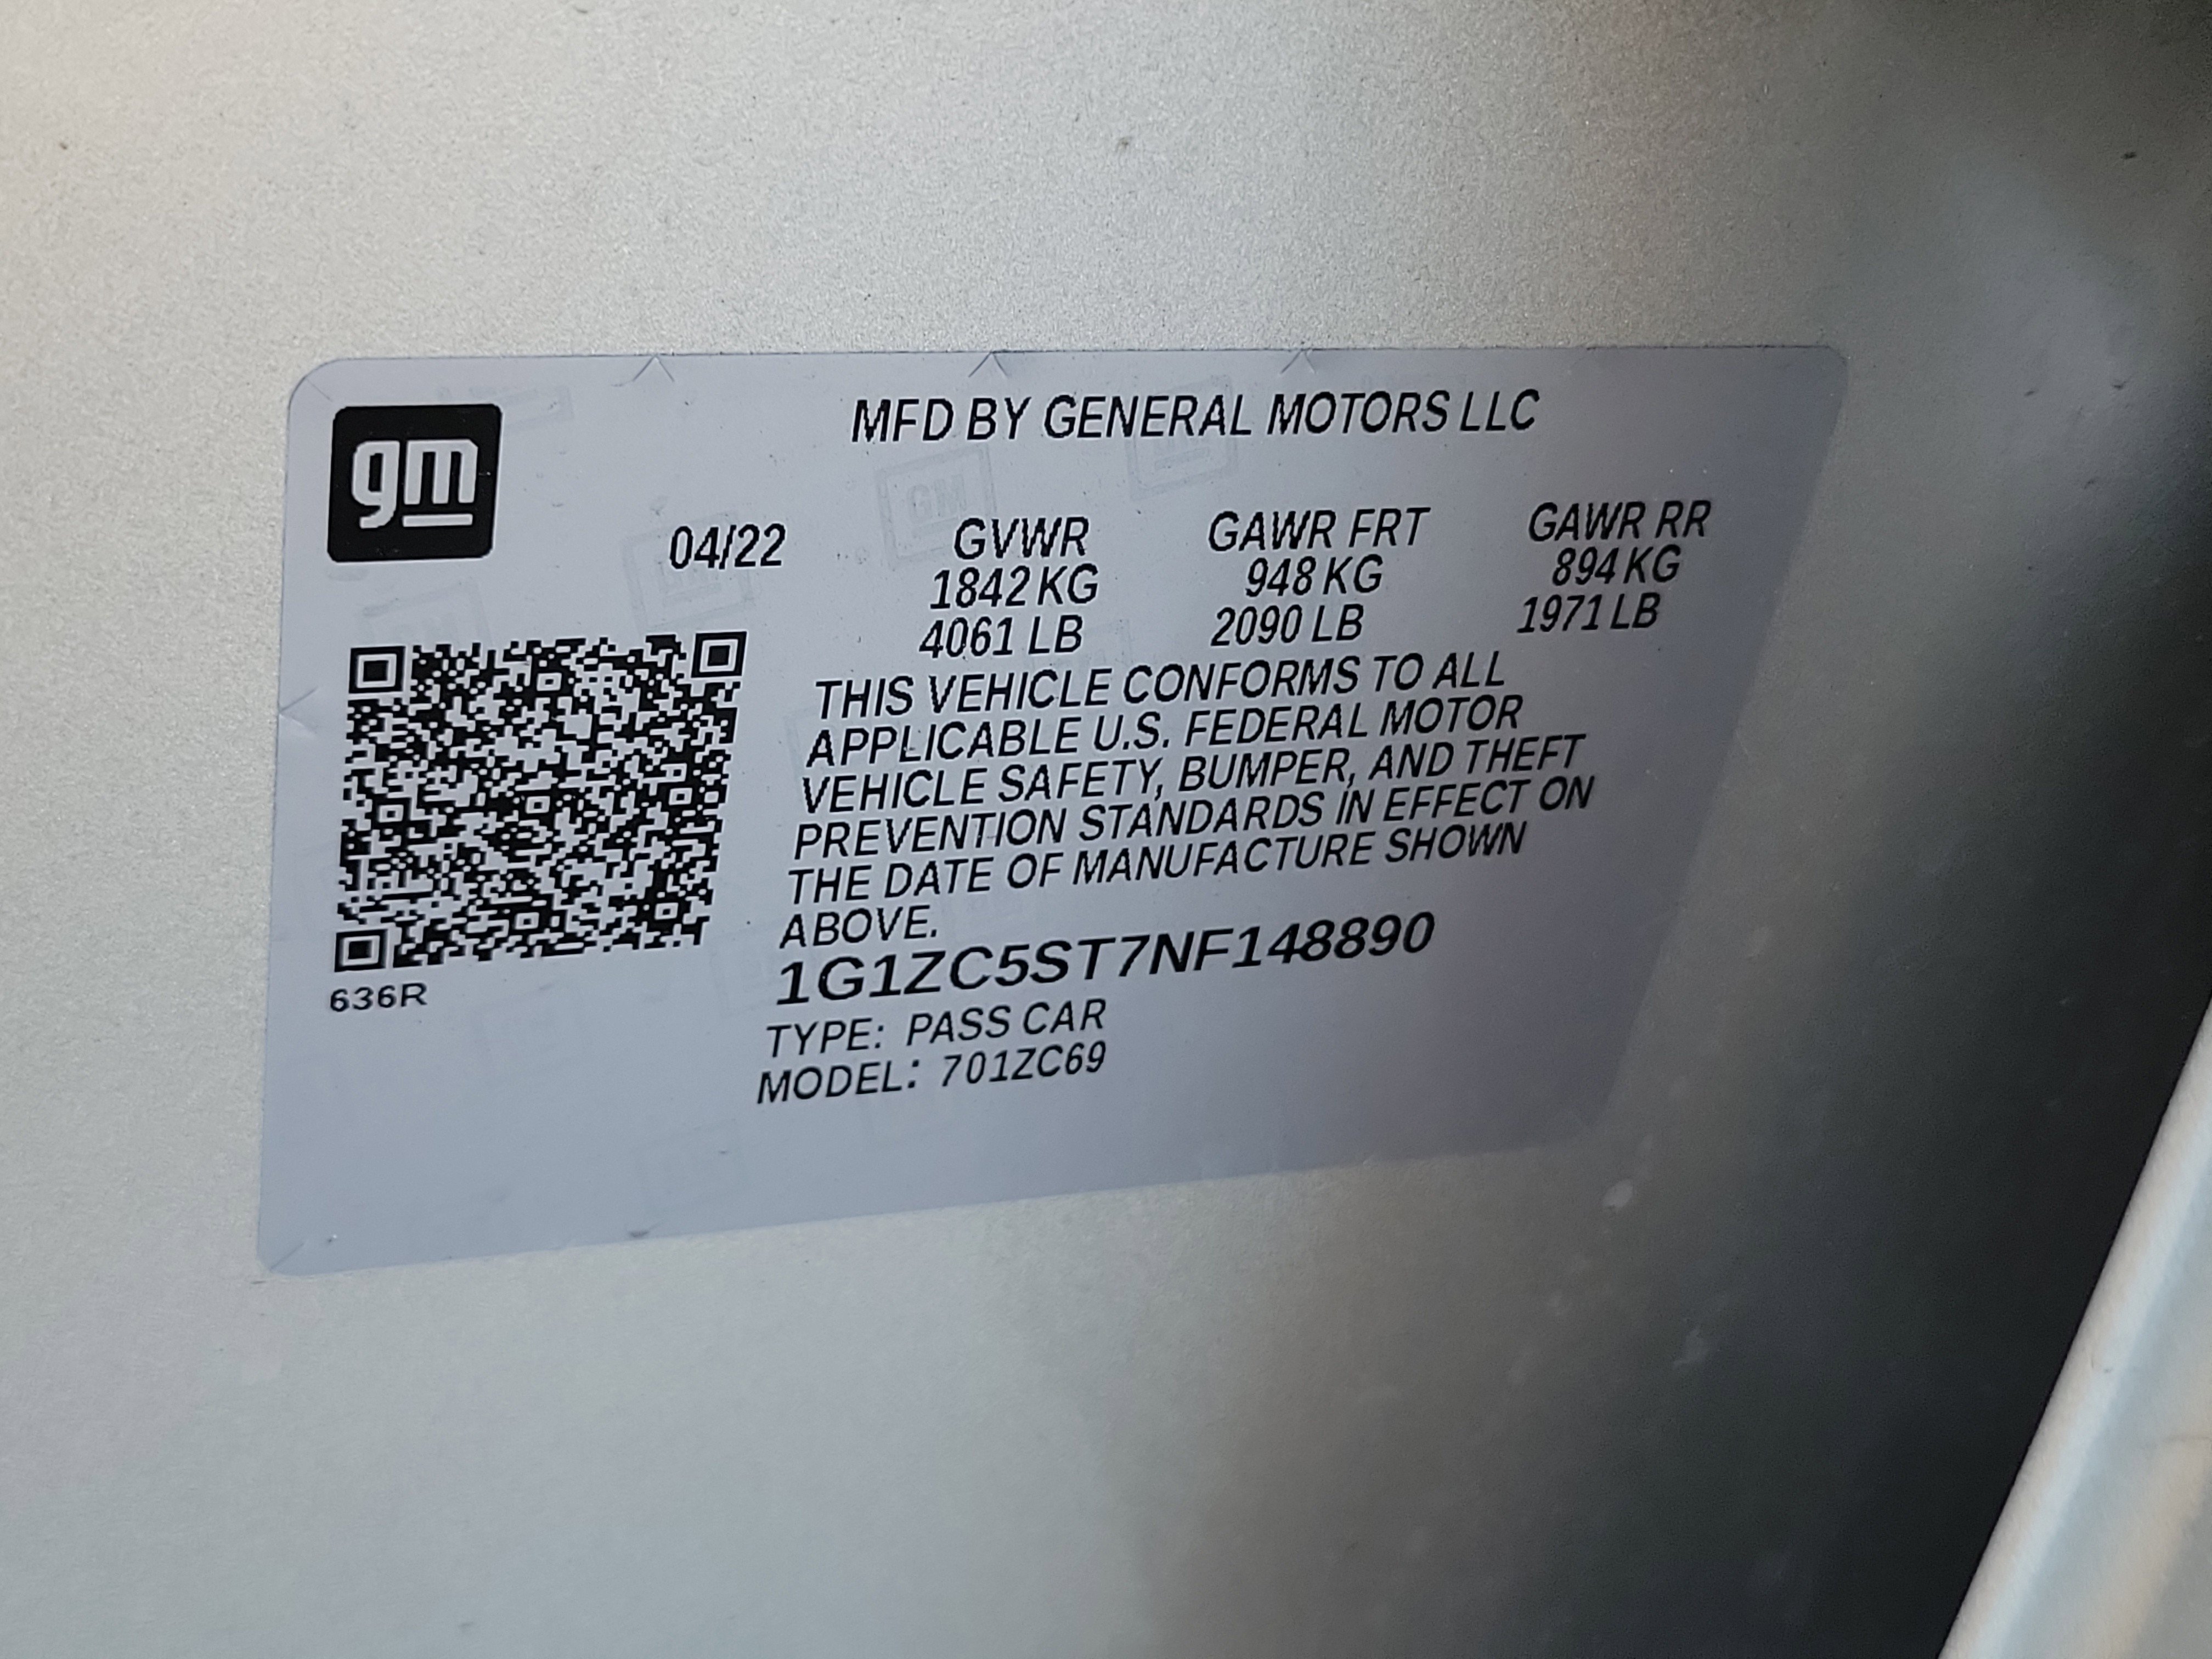 gm
MFD BY GENERAL MOTORS LLC
04/22 GVWR GAWR FRT GAWR RR
1842 KG 948 KG 894 KG
4061 LB 2090 LB 1971 LB
THIS VEHICLE CONFORMS TO ALL
APPLICABLE U.S. FEDERAL MOTOR
VEHICLE SAFETY, BUMPER, AND THEFT
PREVENTION STANDARDS IN EFFECT ON
THE DATE OF MANUFACTURE SHOWN
ABOVE.
1G1ZC5ST7NF148890
636R
TYPE: PASS CAR
MODEL: 701ZC69